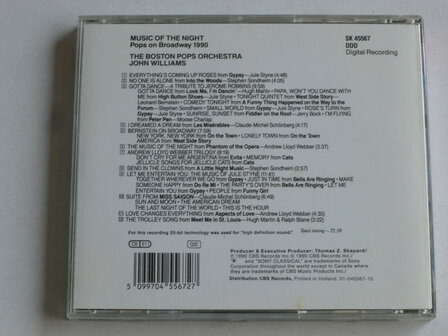 MUSIC OF THE NIGHT
Pops on Broadway 1990
THE BOSTON POPS ORCHESTRA
JOHN WILLIAMS
SK 45567
DDD
Digital Recording
1 EVERYTHING'S COMING UP ROSES from Gypsy—Jule Styne (4:48)
2 NO ONE IS ALONE from Into the Woods—Stephen Sondheim (4:05)
3 GOTTA DANCE—A TRIBUTE TO JEROME ROBBINS (9:59)
GOTTA DANCE from Look Me, I'm Dancin'—Hugh Martin • PAPA, WON'T YOU DANCE WITH
ME from High Button Shoes—Jule Styne • TONIGHT QUINTET from West Side Story—
Leonard Bernstein • COMEDY TONIGHT from A Funny Thing Happened on the Way to the
Forum—Stephen Sondheim • SMALL WORLD from Gypsy—Jule Styne • ROSE'S TURN from
Gypsy—Jule Styne • SUNRISE, SUNSET from Fiddler on the Roof—Jerry Bock • I'M FLYING
from Peter Pan—Moose Charlap
4 I DREAMED A DREAM from Les Misérables—Claude-Michel Schönberg (4:17)
5 BERNSTEIN ON BROADWAY (7:59)
NEW YORK, NEW YORK from On the Town • LONELY TOWN from On the Town
AMERICA from West Side Story
6 THE MUSIC OF THE NIGHT from Phantom of the Opera—Andrew Lloyd Webber (5:36)
7 ANDREW LLOYD WEBBER TRILOGY (8:19)
DON'T CRY FOR ME ARGENTINA from Evita • MEMORY from Cats
JELLICLE SONGS FOR JELLICLE CATS from Cats
8 SEND IN THE CLOWNS from A Little Night Music—Stephen Sondheim (2:57)
9 LET ME ENTERTAIN YOU: THE MUSIC OF JULE STYNE (11:41)
TOGETHER WHEREVER WE GO from Gypsy • JUST IN TIME from Bells Are Ringing • MAKE
SOMEONE HAPPY from Do Re Mi • THE PARTY'S OVER from Bells Are Ringing • LET ME
ENTERTAIN YOU from Gypsy • PEOPLE from Funny Girl
10 SUITE FROM MISS SAIGON—Claude-Michel Schönberg (6:49)
SUN AND MOON • THE AMERICAN DREAM
THE LAST NIGHT OF THE WORLD • THIS IS THE HOUR
11 LOVE CHANGES EVERYTHING from Aspects of Love—Andrew Lloyd Webber (4:35)
12 THE TROLLEY SONG from Meet Me in St. Louis—Hugh Martin & Ralph Blane (3:22)
For this recording 20-bit technology was used for "high definition sound."
Total timing—72:59
Producer & Executive Producer: Thomas Z. Shepard/
℗ 1990 CBS Records Inc./© 1990 CBS Records Inc./
and "SONY CLASSICAL" are trademarks of Sony
Corporation throughout the world except in Canada where
they are trademarks of CBS Music Products Inc.
Distribution CBS Records, Printed in Holland, 01-045567-10
5 099704 556727